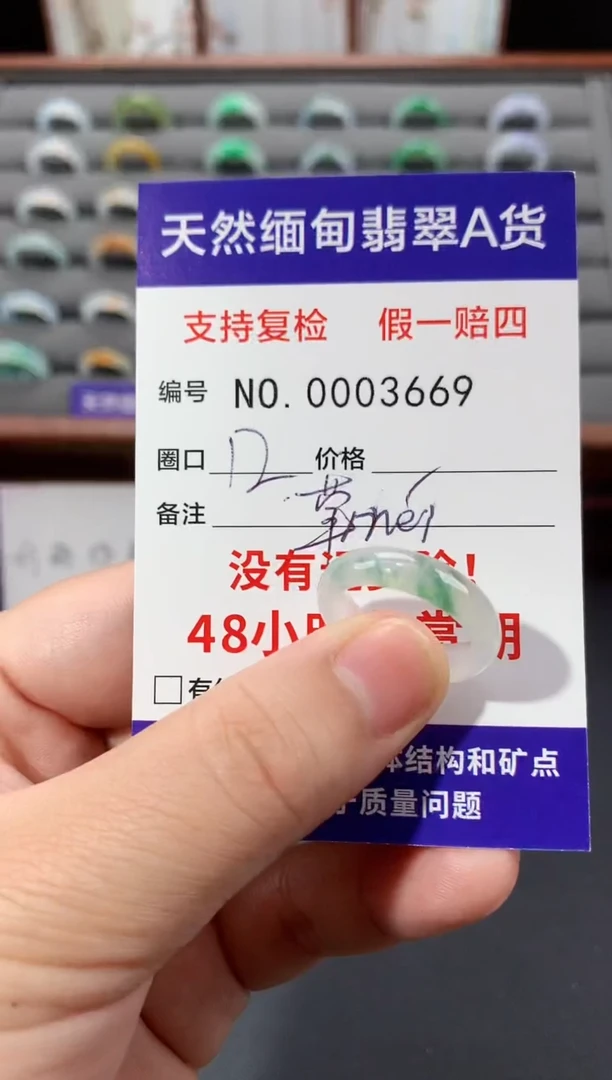 天然缅甸翡翠A货
支持复检 假一赔四
编号 NO.0003669
圈口 12 价格
备注
没有
48小 明
有
体结构和矿点
质量问题